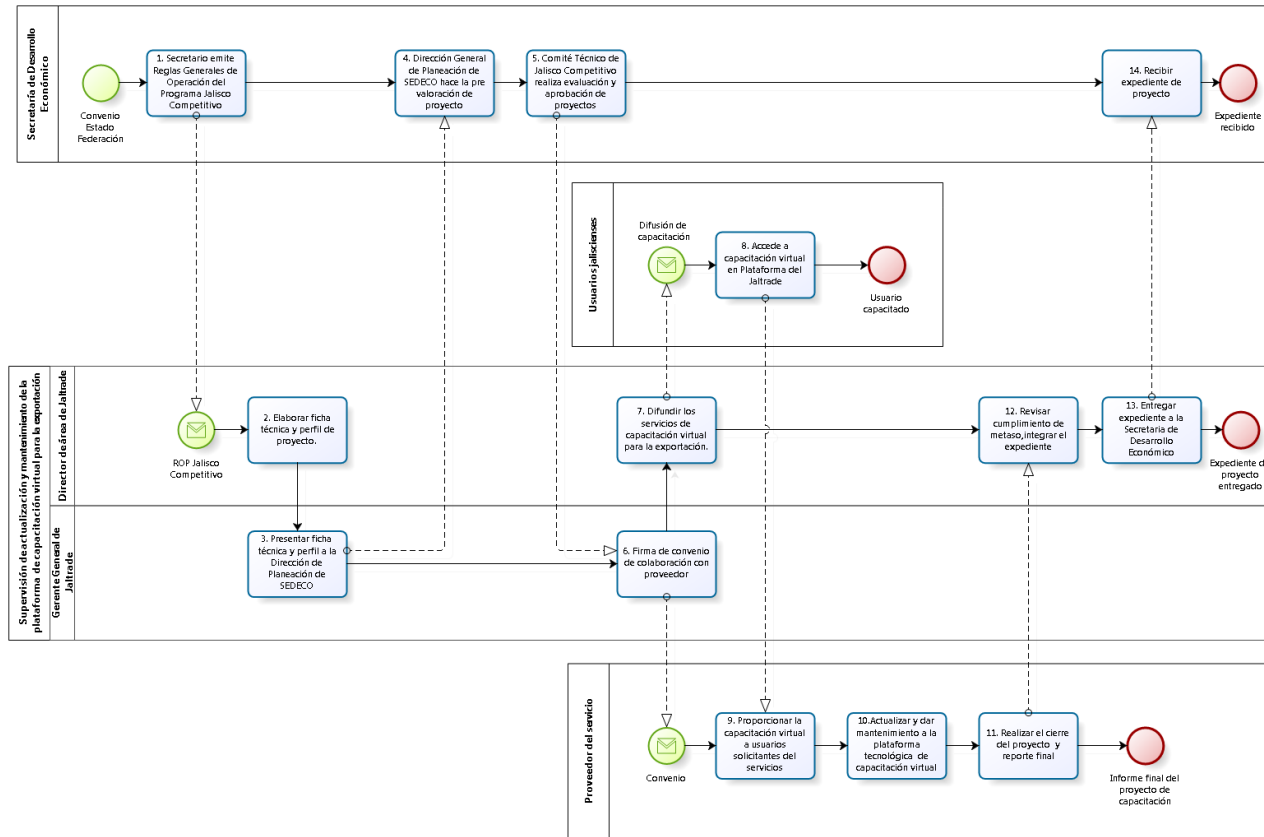 Secretaría de Desarrollo
Económico
Convenio
Estado
Federación
1. Secretario emite
Reglas Generales de
Operación del
Programa Jalisco
Competitivo
4. Dirección General
de Planeación de
SEDECO hace la pre
valoración de
proyecto
5. Comité Técnico de
Jalisco Competitivo
realiza evaluación y
aprobación de
proyectos
14. Recibir
expediente de
proyecto
Expediente
recibido
Usuarios jaliscienses
Difusión de
capacitación
8. Accede a
capacitación virtual
en Plataforma del
Jaltrade
Usuario
capacitado
Supervisión de actualización y mantenimiento de la
plataforma de capacitación virtual para la exportación
Director de área de Jaltrade
ROP Jalisco
Competitivo
2. Elaborar ficha
técnica y perfil de
proyecto.
7. Difundir los
servicios de
capacitación virtual
para la exportación.
12. Revisar
cumplimiento de
metaso,integrar el
expediente
13. Entregar
expediente a la
Secretaria de
Desarrollo
Económico
Expediente d
proyecto
entregado
Gerente General de
Jaltrade
3. Presentar ficha
técnica y perfil a la
Dirección de
Planeación de
SEDECO
6. Firma de convenio
de colaboración con
proveedor
Proveedor del servicio
Convenio
9. Proporcionar la
capacitación virtual
a usuarios
solicitantes del
servicios
10.Actualizar y dar
mantenimiento a la
plataforma
tecnológica de
capacitación virtual
11. Realizar el cierre
del proyecto y
reporte final
Informe final del
proyecto de
capacitación